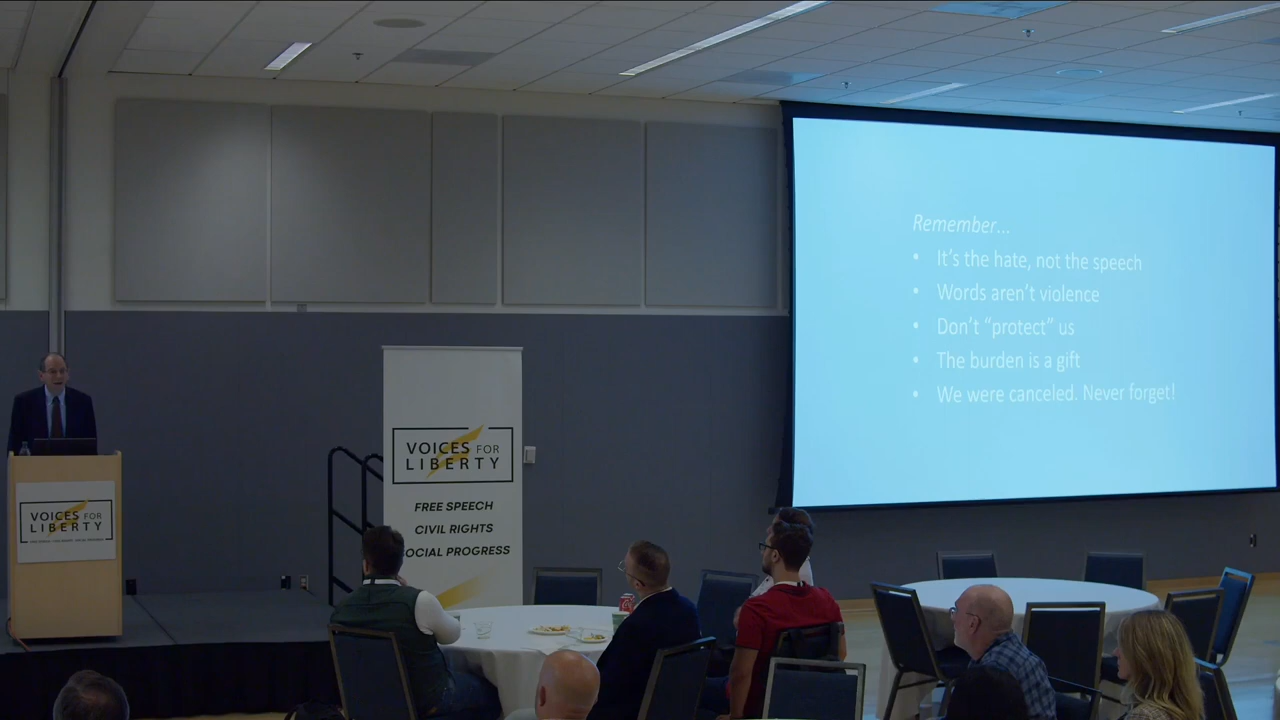 Remember...
• It's the hate, not the speech
• Words aren't violence
• Don't "protect" us
• The burden is a gift
• We were canceled. Never forget!
VOICES FOR
LIBERTY
FREE SPEECH
CIVIL RIGHTS
SOCIAL PROGRESS
VOICES FOR
LIBERTY